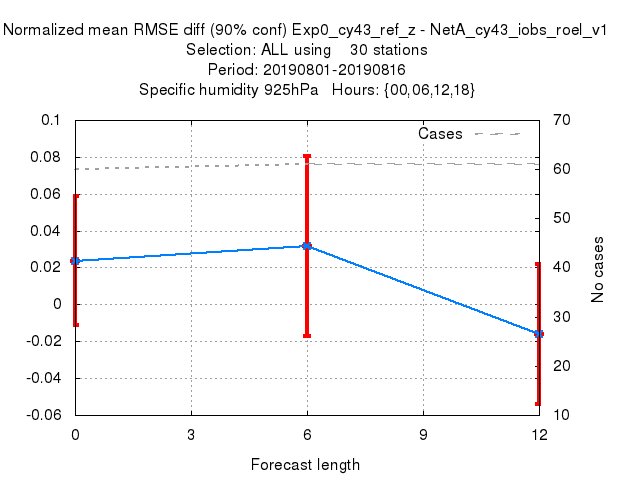 Normalized mean RMSE diff (90% conf) Exp0_cy43_ref_z - NetA_cy43_iobs_roel_v1
Selection: ALL using 30 stations
Period: 20190801-20190816
Specific humidity 925hPa Hours: {00,06,12,18}
0.1
0.08
0.06
0.04
0.02
0
-0.02
-0.04
-0.06
Cases
70
60
50
40
30
20
10
No cases
0 3 6 9 12
Forecast length